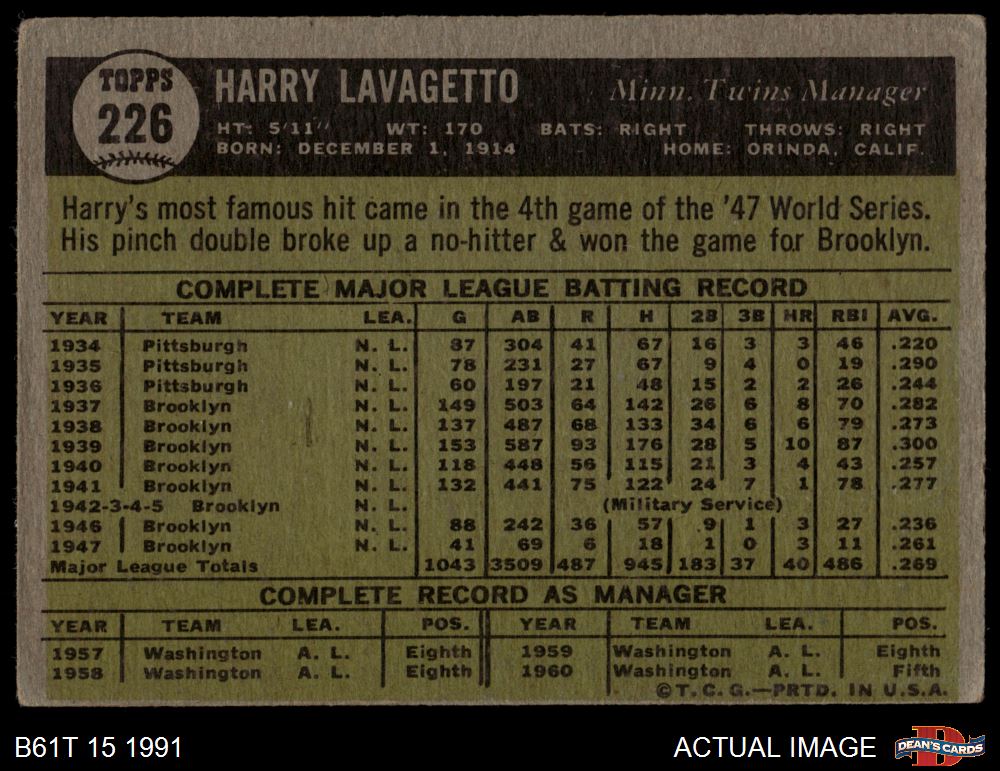 TOPPS
226
HARRY LAVAGETTO Minn. Twins Manager
HT: 5'11" WT: 170 BATS: RIGHT THROWS: RIGHT
BORN: DECEMBER 1, 1914 HOME: ORINDA, CALIF.
Harry's most famous hit came in the 4th game of the '47 World Series.
His pinch double broke up a no-hitter & won the game for Brooklyn.
COMPLETE MAJOR LEAGUE BATTING RECORD
YEAR TEAM LEA. G AB R H 2B 3B HR RBI AVG.
1934 Pittsburgh N. L. 87 304 41 67 16 3 3 46 .220
1935 Pittsburgh N. L. 78 231 27 67 9 4 0 19 .290
1936 Pittsburgh N. L. 60 197 21 48 15 2 2 26 .244
1937 Brooklyn N. L. 149 503 64 142 26 6 8 70 .282
1938 Brooklyn N. L. 137 487 68 133 34 6 6 79 .273
1939 Brooklyn N. L. 153 587 93 176 28 5 10 87 .300
1940 Brooklyn N. L. 118 448 56 115 21 3 4 43 .257
1941 Brooklyn N. L. 132 441 75 122 24 7 1 78 .277
1942-3-4-5 Brooklyn N. L. (Military Service)
1946 Brooklyn N. L. 88 242 36 57 9 1 3 27 .236
1947 Brooklyn N. L. 41 69 6 18 1 0 3 11 .261
Major League Totals 1043 3509 487 945 183 37 40 486 .269
COMPLETE RECORD AS MANAGER
YEAR TEAM LEA. POS. YEAR TEAM LEA. POS.
1957 Washington A. L. Eighth 1959 Washington A. L. Eighth
1958 Washington A. L. Eighth 1960 Washington A. L. Fifth
©T. C. G.—PRTD. IN U.S.A.
B61T 15 1991 ACTUAL IMAGE DEAN'S CARDS